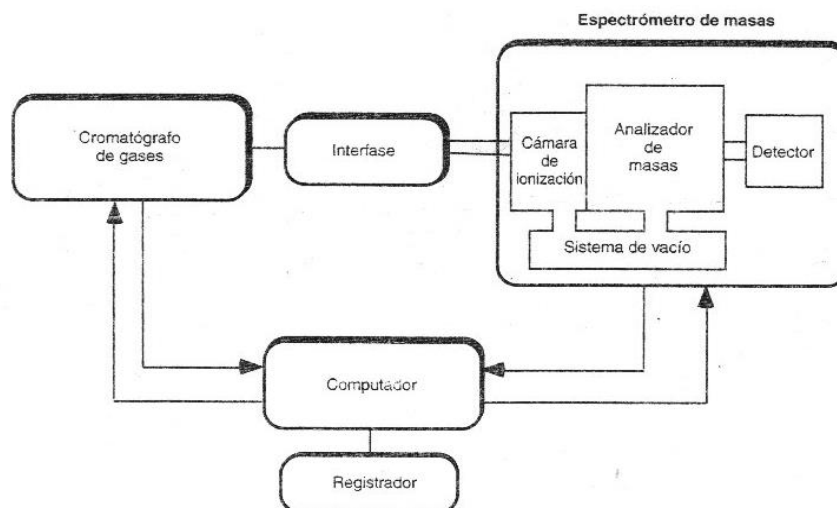 Espectrómetro de masas
Cromatógrafo
de gases
Interfase
Cámara
de
ionización
Analizador
de
masas
Detector
Sistema de vacío
Computador
Registrador